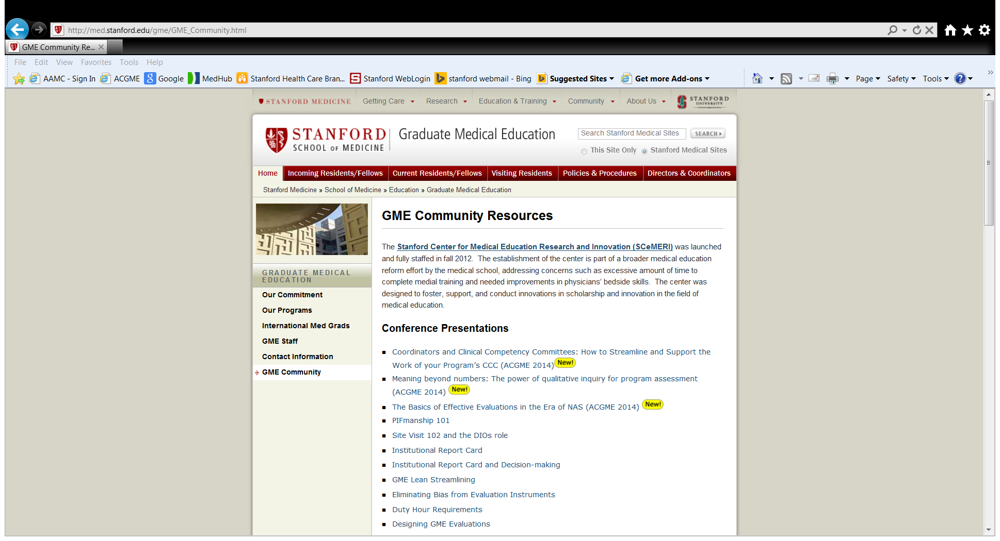 http://med.stanford.edu/gme/GME_Community.html
GME Community Re...
File Edit View Favorites Tools Help
AAMC - Sign In ACGME Google MedHub Stanford Health Care Bran... Stanford WebLogin stanford webmail - Bing Suggested Sites Get more Add-ons Page Safety Tools
STANFORD MEDICINE Getting Care Research Education & Training Community About Us STANFORD UNIVERSITY
STANFORD
SCHOOL OF MEDICINE
Graduate Medical Education
Search Stanford Medical Sites SEARCH
This Site Only Stanford Medical Sites
Home Incoming Residents/Fellows Current Residents/Fellows Visiting Residents Policies & Procedures Directors & Coordinators
Stanford Medicine » School of Medicine » Education » Graduate Medical Education
GRADUATE MEDICAL
EDUCATION
Our Commitment
Our Programs
International Med Grads
GME Staff
Contact Information
GME Community
GME Community Resources
The Stanford Center for Medical Education Research and Innovation (SCeMERI) was launched
and fully staffed in fall 2012. The establishment of the center is part of a broader medical education
reform effort by the medical school, addressing concerns such as excessive amount of time to
complete medial training and needed improvements in physicians' bedside skills. The center was
designed to foster, support, and conduct innovations in scholarship and innovation in the field of
medical education.
Conference Presentations
Coordinators and Clinical Competency Committees: How to Streamline and Support the
Work of your Program's CCC (ACGME 2014) New!
Meaning beyond numbers: The power of qualitative inquiry for program assessment
(ACGME 2014) New!
The Basics of Effective Evaluations in the Era of NAS (ACGME 2014) New!
PIFmanship 101
Site Visit 102 and the DIOs role
Institutional Report Card
Institutional Report Card and Decision-making
GME Lean Streamlining
Eliminating Bias from Evaluation Instruments
Duty Hour Requirements
Designing GME Evaluations